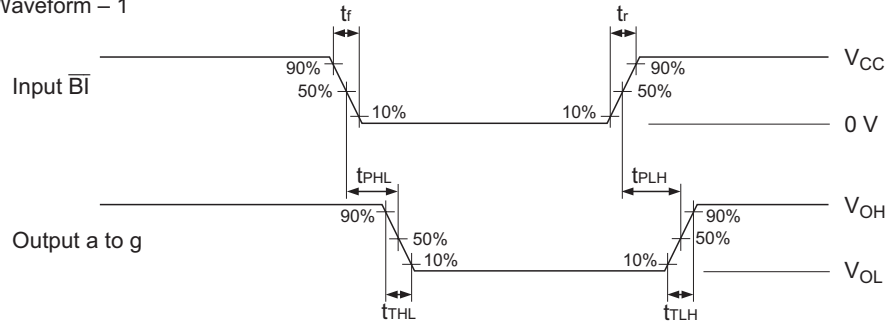 Waveform – 1
tf
tr
Input B̅I̅
90%
50%
10%
10%
90%
50%
VCC
0 V
tPHL
tPLH
Output a to g
90%
50%
10%
10%
90%
50%
VOH
VOL
tTHL
tTLH